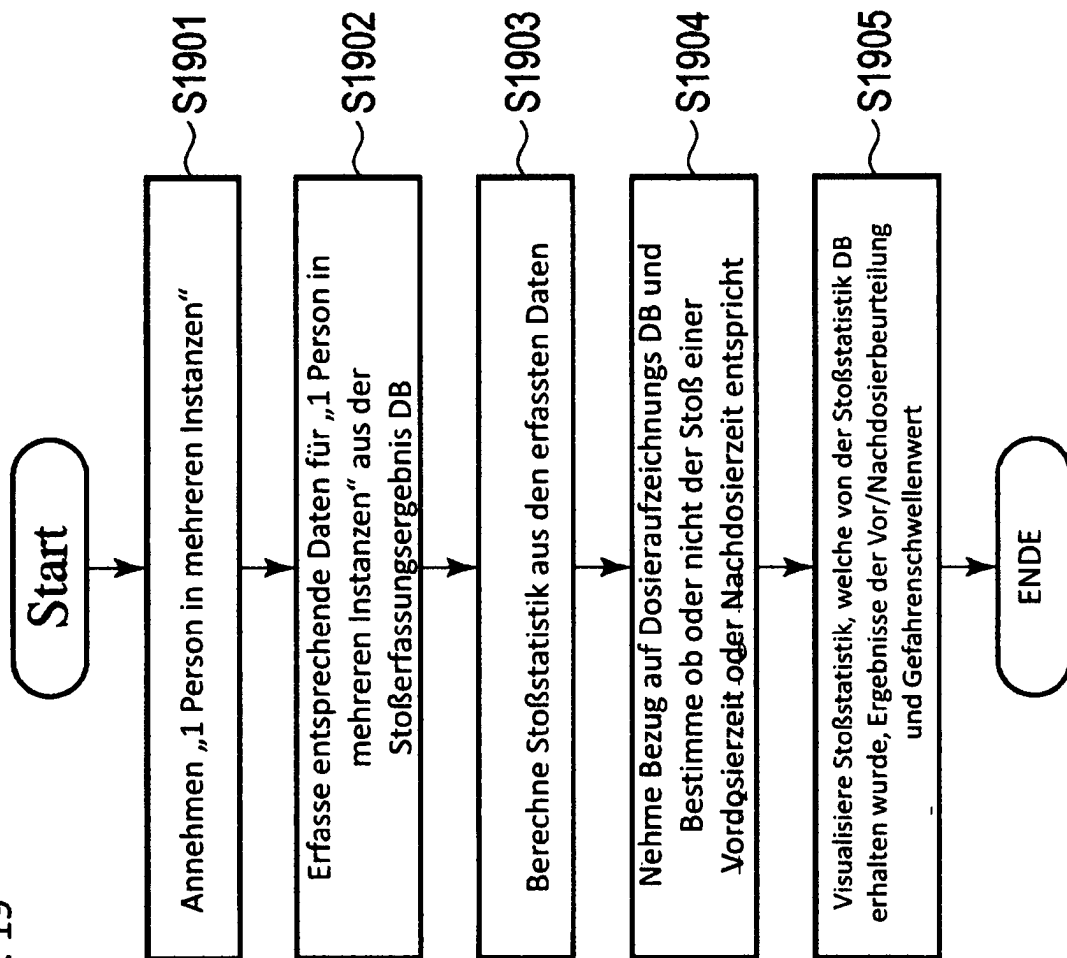 . 19
Start
Annehmen „1 Person in mehreren Instanzen“
S1901
Erfasse entsprechende Daten für „1 Person in
mehreren Instanzen“ aus der
Stoßerfassungsergebnis DB
S1902
Berechne Stoßstatistik aus den erfassten Daten
S1903
Nehme Bezug auf Dosieraufzeichnungs DB und
Bestimme ob oder nicht der Stoß einer
Vordosierzeit oder Nachdosierzeit entspricht
S1904
Visualisiere Stoßstatistik, welche von der Stoßstatistik DB
erhalten wurde, Ergebnisse der Vor/Nachdosierbeurteilung
und Gefahrenschwellenwert
S1905
ENDE